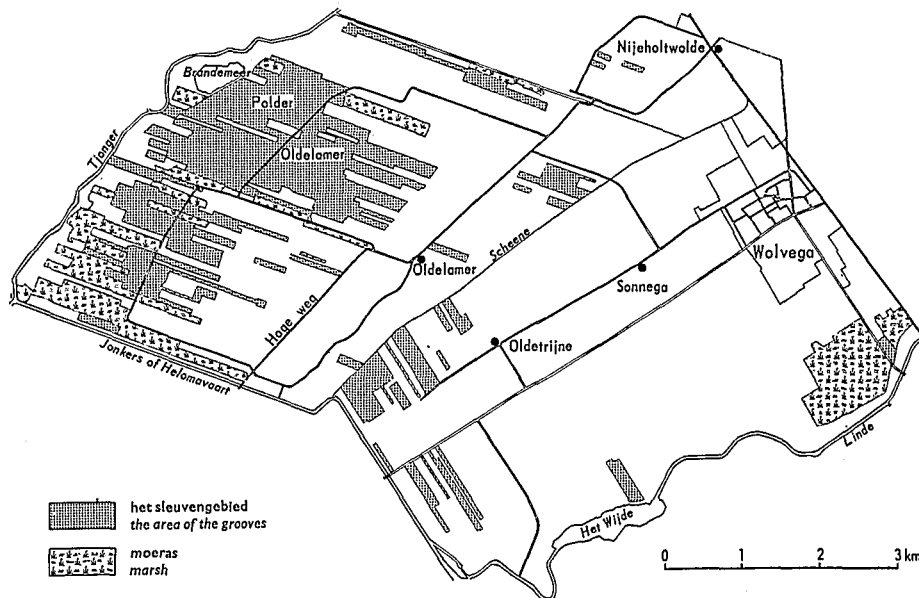 Nijeholtwolde
Brandemeer
Polder
Tjonger
Oldelamer
Scheene
Wolvega
Oldelamer
Sonnega
Hoge weg
Oldetrijne
Jonkers of Helomavaart
Linde
het sleuvengebied
the area of the grooves
Het Wijde
moeras
marsh
0 1 2 3 km